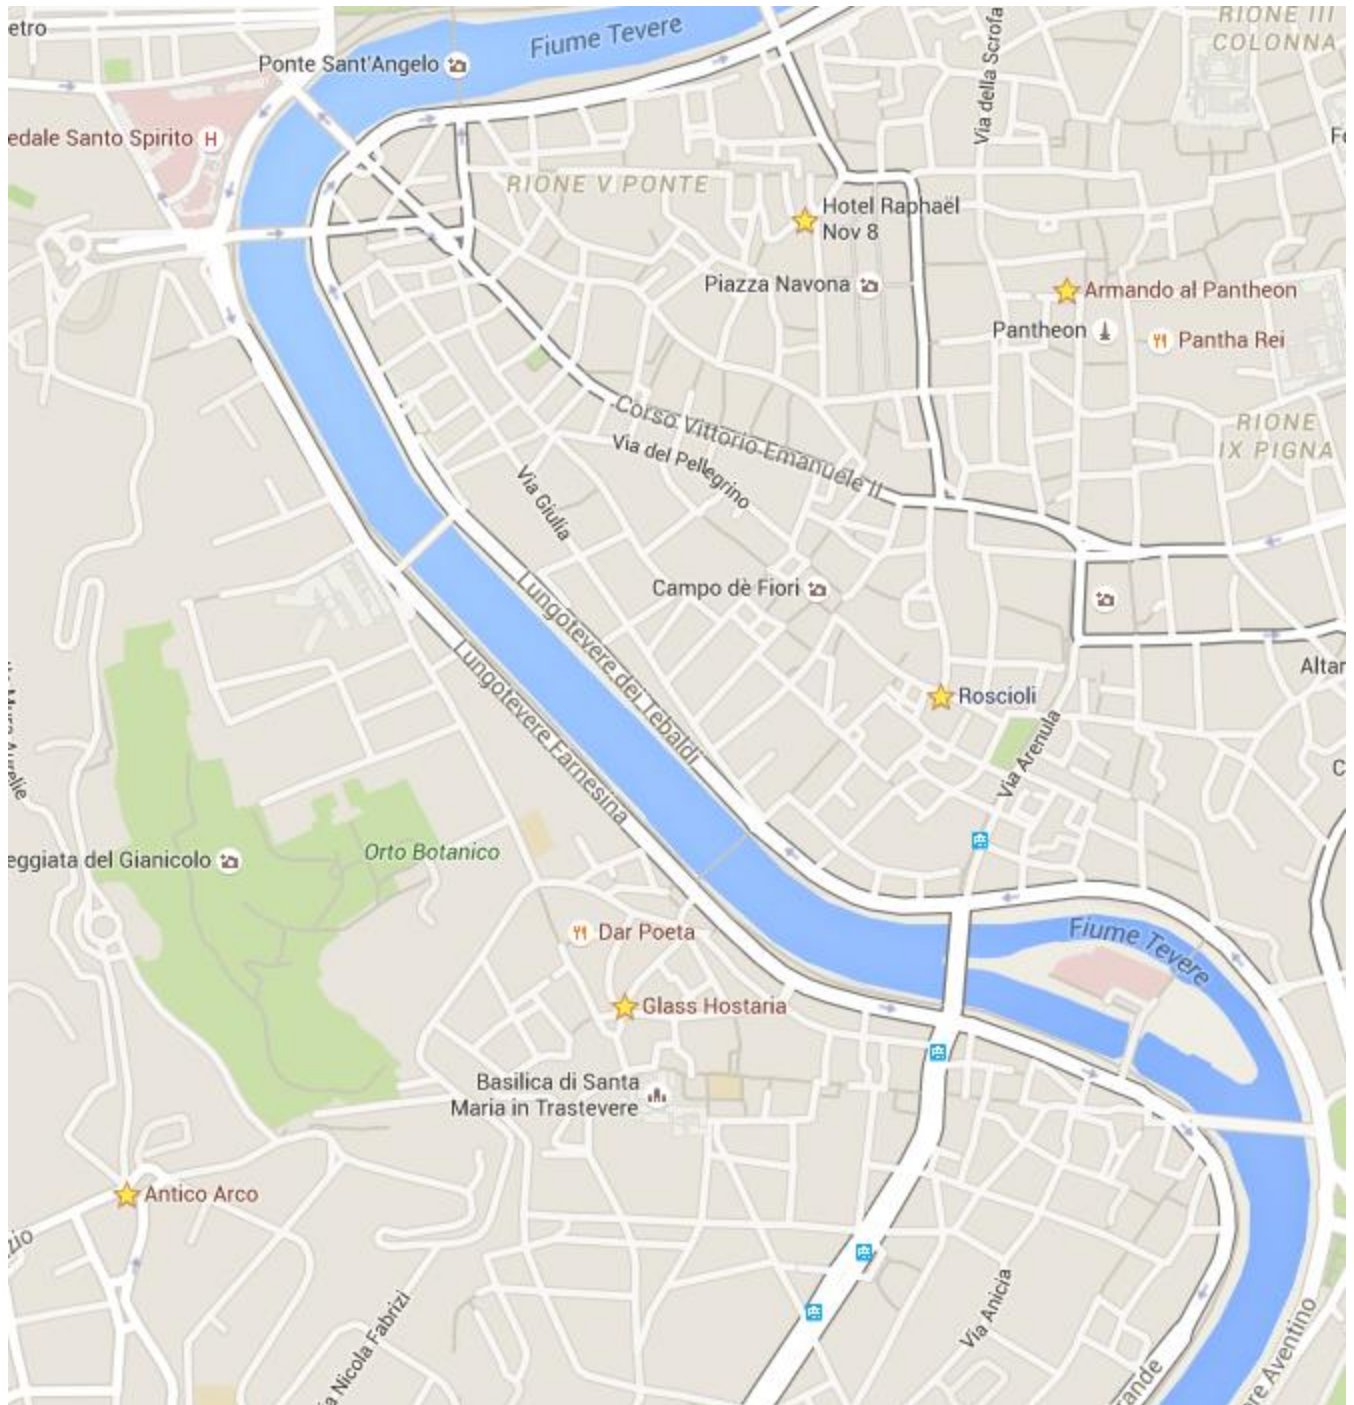 etro
Fiume Tevere
RIONE III
COLONNA
Ponte Sant'Angelo
Via della Scrofa
edale Santo Spirito
H
RIONE V PONTE
Hotel Raphaël
Nov 8
Piazza Navona
Armando al Pantheon
Pantheon
Pantha Rei
Corso Vittorio Emanuele II
RIONE
IX PIGNA
Via del Pellegrino
Via Giulia
Campo dè Fiori
Lungotevere dei Tebaldi
Lungotevere Farnesina
Altar
Roscioli
Via Arenula
eggiata del Gianicolo
Orto Botanico
Dar Poeta
Fiume Tevere
Glass Hostaria
Basilica di Santa
Maria in Trastevere
Antico Arco
zio
Via Anicia
a Nicola Fabrizi
re Aventino
rande